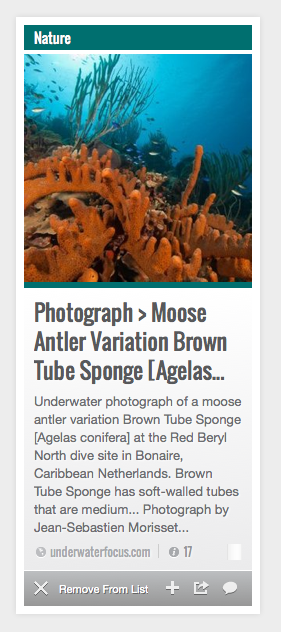 Nature
Photograph > Moose
Antler Variation Brown
Tube Sponge [Agelas...
Underwater photograph of a moose
antler variation Brown Tube Sponge
[Agelas conifera] at the Red Beryl
North dive site in Bonaire,
Caribbean Netherlands. Brown
Tube Sponge has soft-walled tubes
that are medium... Photograph by
Jean-Sebastien Morisset...
underwaterfocus.com 17
Remove From List